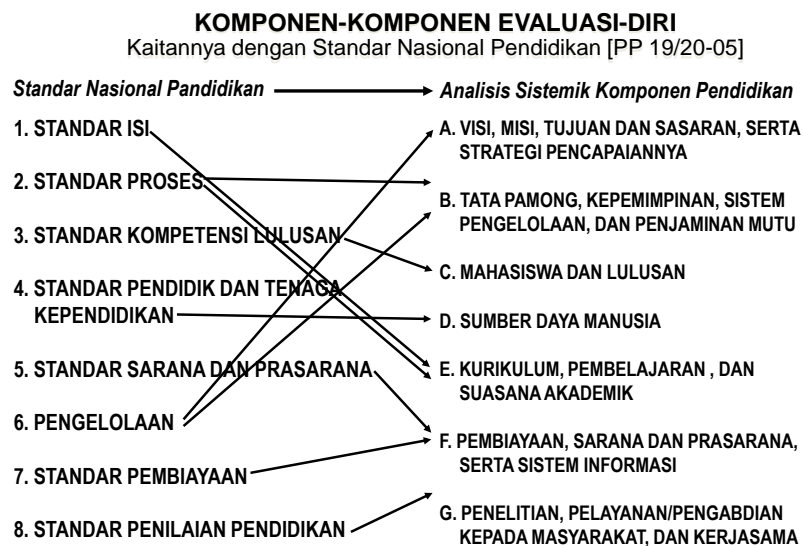 KOMPONEN-KOMPONEN EVALUASI-DIRI
Kaitannya dengan Standar Nasional Pendidikan [PP 19/20-05]
Standar Nasional Pandidikan
1. STANDAR ISI
2. STANDAR PROSES
3. STANDAR KOMPETENSI LULUSAN
4. STANDAR PENDIDIK DAN TENAGA
KEPENDIDIKAN
5. STANDAR SARANA DAN PRASARANA
6. PENGELOLAAN
7. STANDAR PEMBIAYAAN
8. STANDAR PENILAIAN PENDIDIKAN
Analisis Sistemik Komponen Pendidikan
A. VISI, MISI, TUJUAN DAN SASARAN, SERTA
STRATEGI PENCAPAIANNYA
B. TATA PAMONG, KEPEMIMPINAN, SISTEM
PENGELOLAAN, DAN PENJAMINAN MUTU
C. MAHASISWA DAN LULUSAN
D. SUMBER DAYA MANUSIA
E. KURIKULUM, PEMBELAJARAN , DAN
SUASANA AKADEMIK
F. PEMBIAYAAN, SARANA DAN PRASARANA,
SERTA SISTEM INFORMASI
G. PENELITIAN, PELAYANAN/PENGABDIAN
KEPADA MASYARAKAT, DAN KERJASAMA